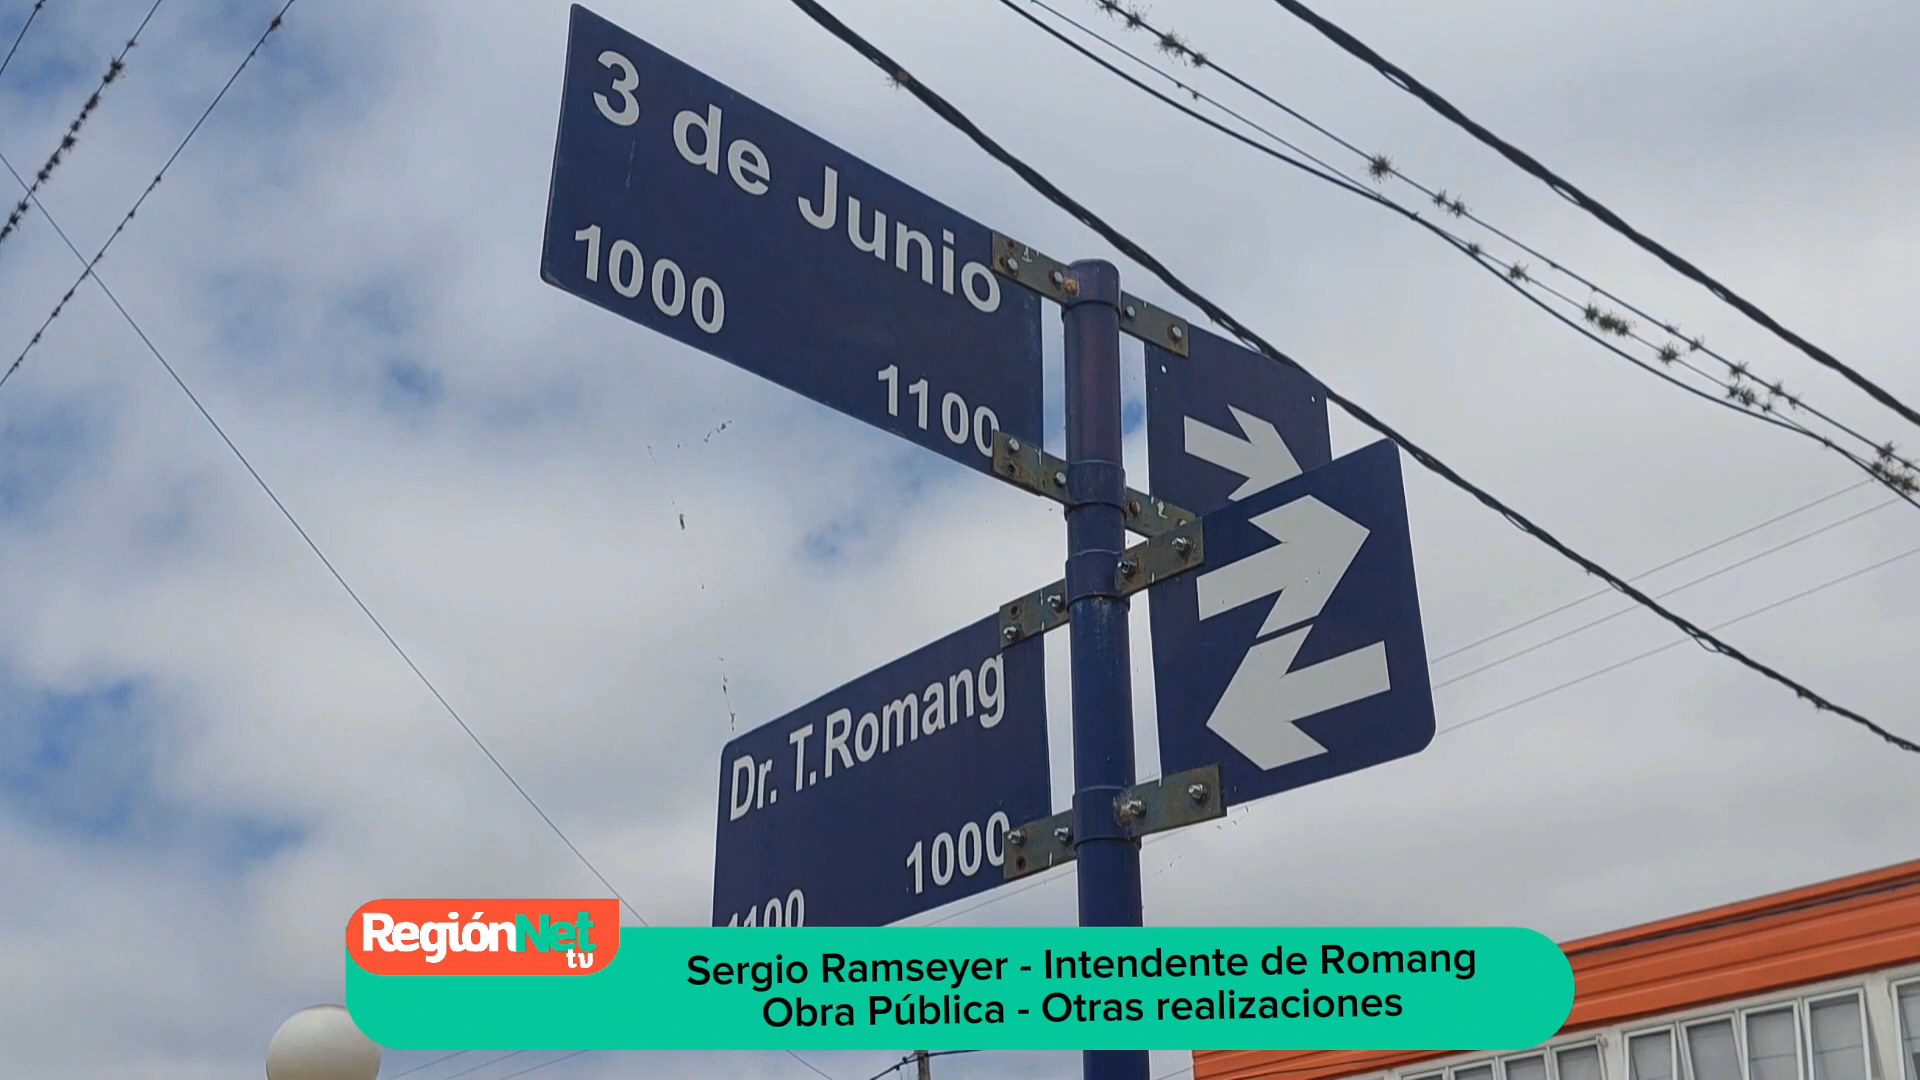 3 de Junio
1000
1100
Dr. T. Romang
1000
1100
RegiónNet
tv
Sergio Ramseyer - Intendente de Romang
Obra Pública - Otras realizaciones